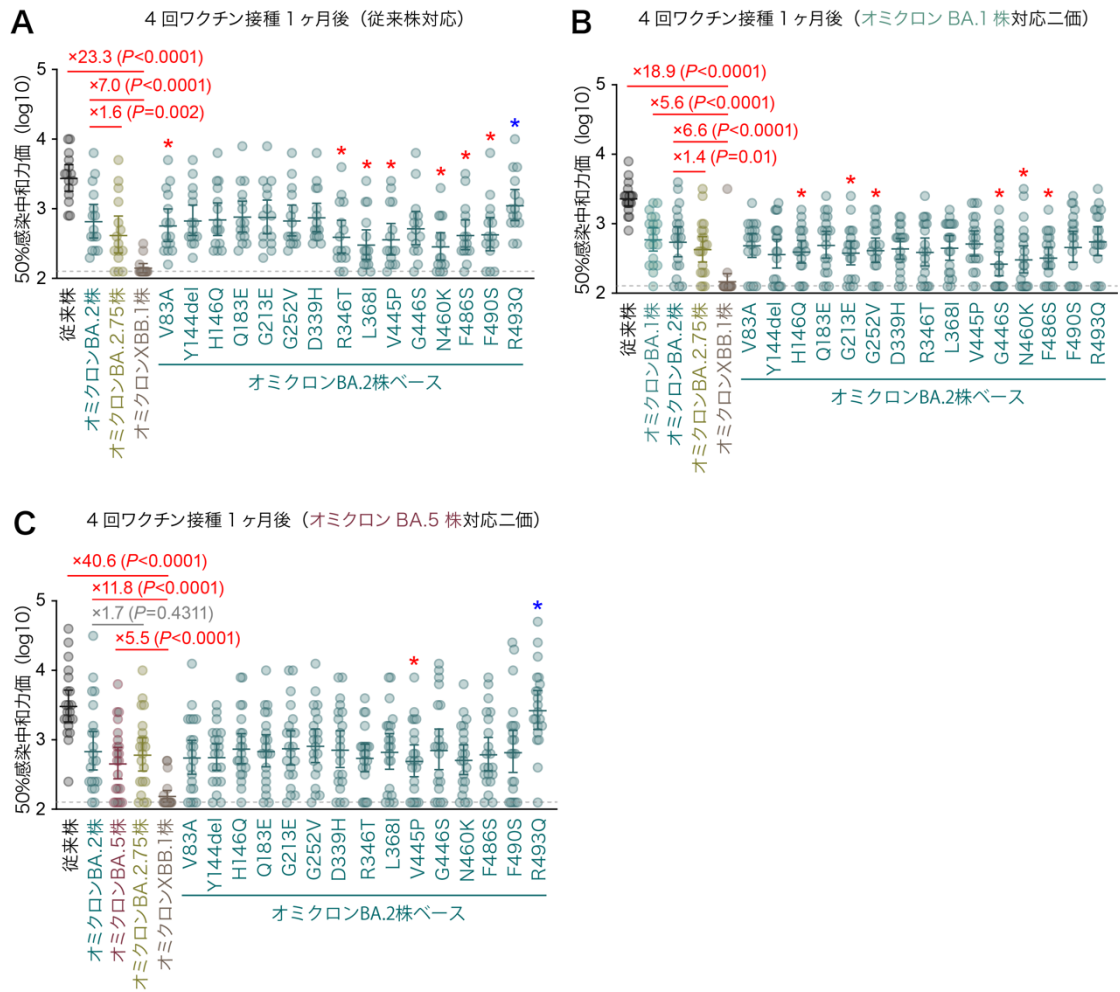 A
4回ワクチン接種1ヶ月後（従来株対応）
×23.3 (P<0.0001)
×7.0 (P<0.0001)
×1.6 (P=0.002)
50%感染中和力価（log10）
5
4
3
2
* * * * * * * *
従来株
オミクロンBA.2株
オミクロンBA.2.75株
オミクロンXBB.1株
V83A
Y144del
H146Q
Q183E
G213E
G252V
D339H
R346T
L368I
V445P
G446S
N460K
F486S
F490S
R493Q
オミクロンBA.2株ベース
B
4回ワクチン接種1ヶ月後（オミクロン BA.1 株対応二価）
×18.9 (P<0.0001)
×5.6 (P<0.0001)
×6.6 (P<0.0001)
×1.4 (P=0.01)
50%感染中和力価（log10）
5
4
3
2
* * * * * *
従来株
オミクロンBA.1株
オミクロンBA.2株
オミクロンBA.2.75株
オミクロンXBB.1株
V83A
Y144del
H146Q
Q183E
G213E
G252V
D339H
R346T
L368I
V445P
G446S
N460K
F486S
F490S
R493Q
オミクロンBA.2株ベース
C
4回ワクチン接種1ヶ月後（オミクロン BA.5 株対応二価）
×40.6 (P<0.0001)
×11.8 (P<0.0001)
×1.7 (P=0.4311)
×5.5 (P<0.0001)
50%感染中和力価（log10）
5
4
3
2
* *
従来株
オミクロンBA.2株
オミクロンBA.5株
オミクロンBA.2.75株
オミクロンXBB.1株
V83A
Y144del
H146Q
Q183E
G213E
G252V
D339H
R346T
L368I
V445P
G446S
N460K
F486S
F490S
R493Q
オミクロンBA.2株ベース